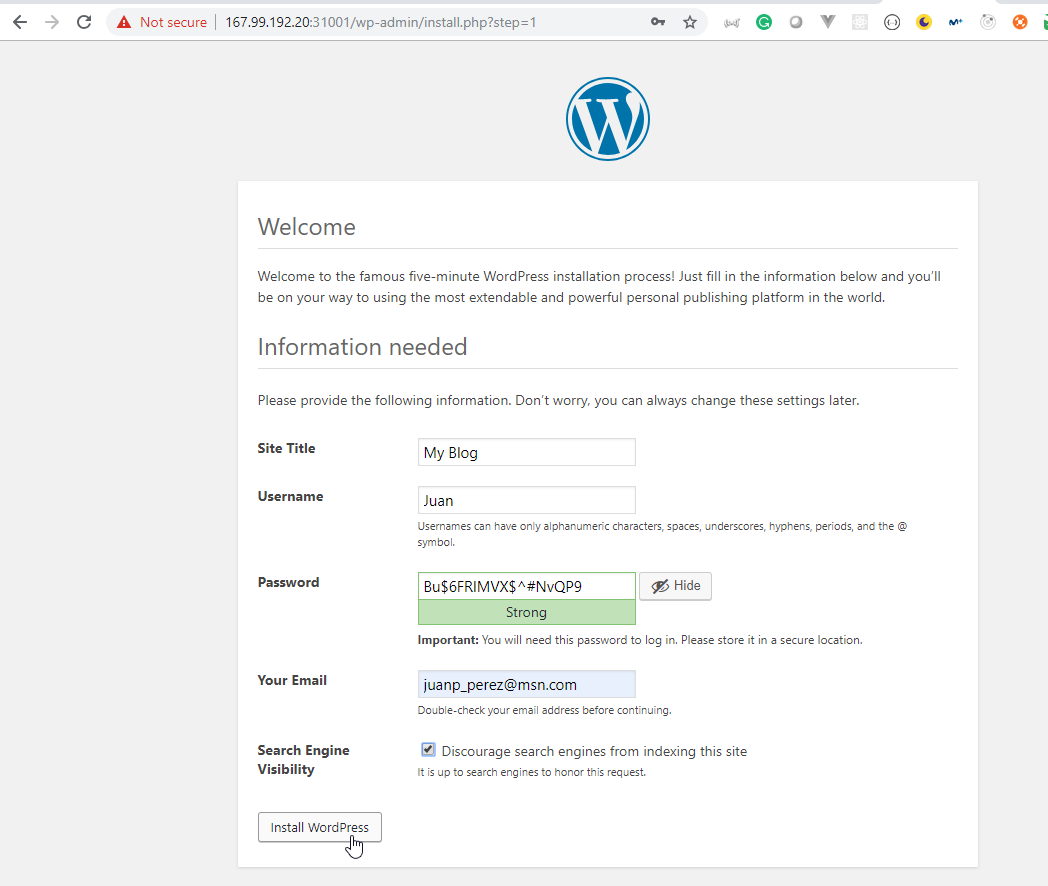 Not secure | 167.99.192.20:31001/wp-admin/install.php?step=1
Welcome
Welcome to the famous five-minute WordPress installation process! Just fill in the information below and you’ll
be on your way to using the most extendable and powerful personal publishing platform in the world.
Information needed
Please provide the following information. Don’t worry, you can always change these settings later.
Site Title
My Blog
Username
Juan
Usernames can have only alphanumeric characters, spaces, underscores, hyphens, periods, and the @
symbol.
Password
Bu$6FRIMVX$^#NvQP9
Hide
Strong
Important: You will need this password to log in. Please store it in a secure location.
Your Email
juanp_perez@msn.com
Double-check your email address before continuing.
Search Engine
Visibility
Discourage search engines from indexing this site
It is up to search engines to honor this request.
Install WordPress